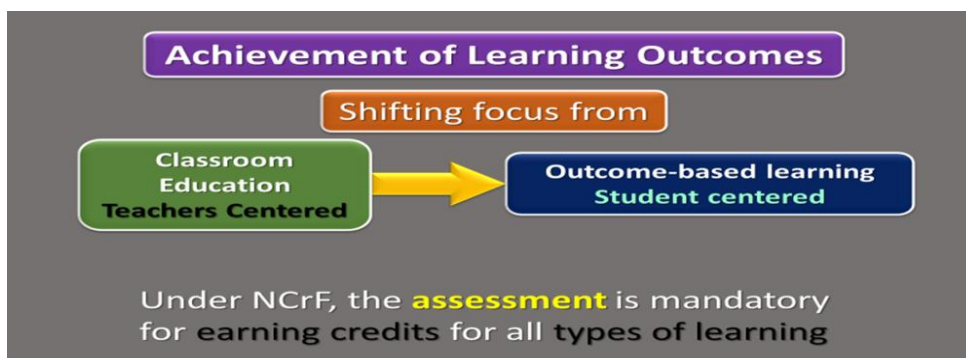 Achievement of Learning Outcomes
Shifting focus from
Classroom
Education
Teachers Centered
Outcome-based learning
Student centered
Under NCrF, the assessment is mandatory
for earning credits for all types of learning